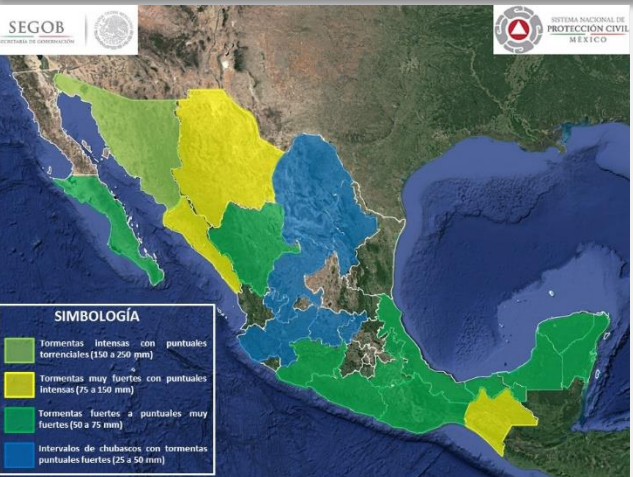 SEGOB
SECRETARÍA DE GOBERNACIÓN
SISTEMA NACIONAL DE
PROTECCIÓN CIVIL
MÉXICO
SIMBOLOGÍA
Tormentas intensas con puntuales
torrenciales (150 a 250 mm)
Tormentas muy fuertes con puntuales
intensas (75 a 150 mm)
Tormentas fuertes a puntuales muy
fuertes (50 a 75 mm)
Intervalos de chubascos con tormentas
puntuales fuertes (25 a 50 mm)